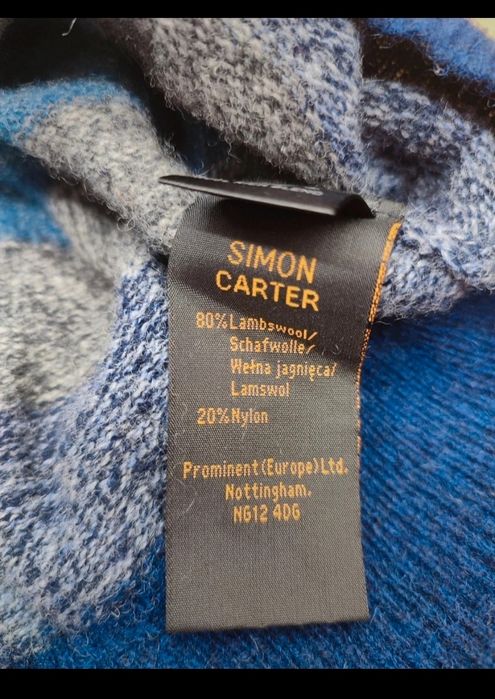 SIMON
CARTER
80% Lambswool/
Schafwolle/
Wełna jagnięca/
Lamswol
20% Nylon
Prominent (Europe) Ltd.
Nottingham.
NG12 4DG